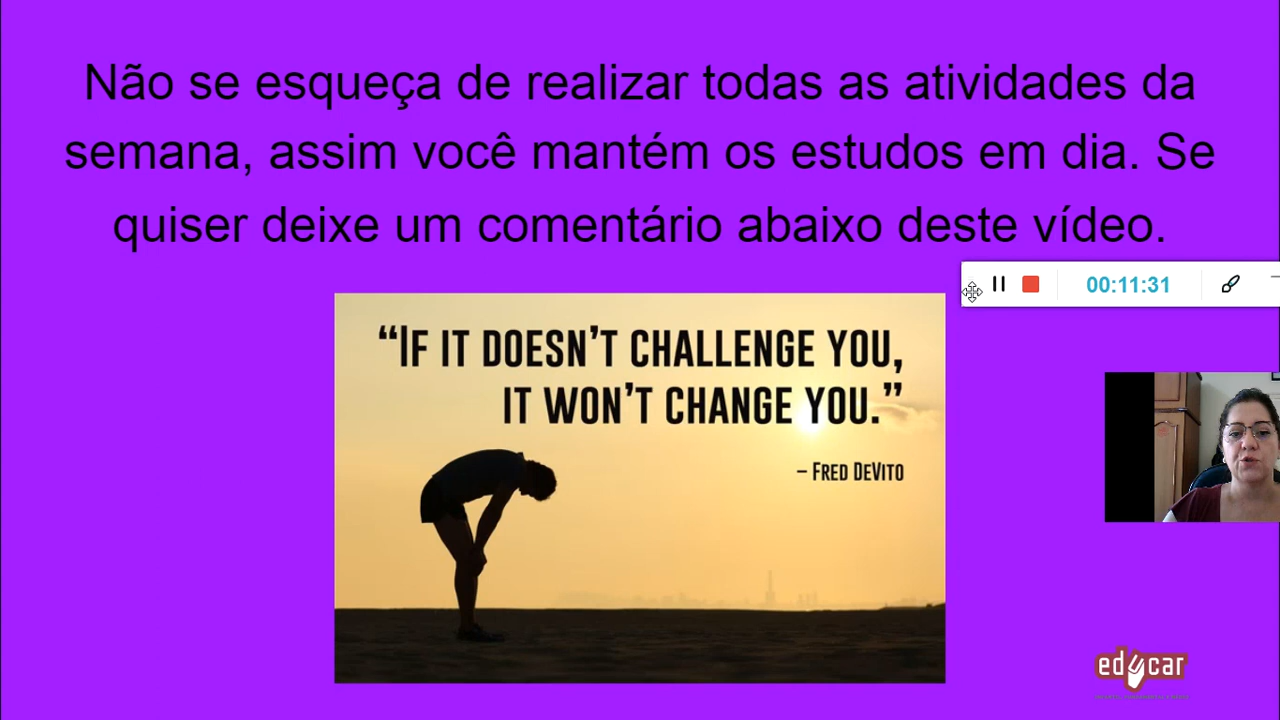 Não se esqueça de realizar todas as atividades da
semana, assim você mantém os estudos em dia. Se
quiser deixe um comentário abaixo deste vídeo.
00:11:31
“IF IT DOESN’T CHALLENGE YOU,
IT WON’T CHANGE YOU.”
– FRED DEVITO
educar